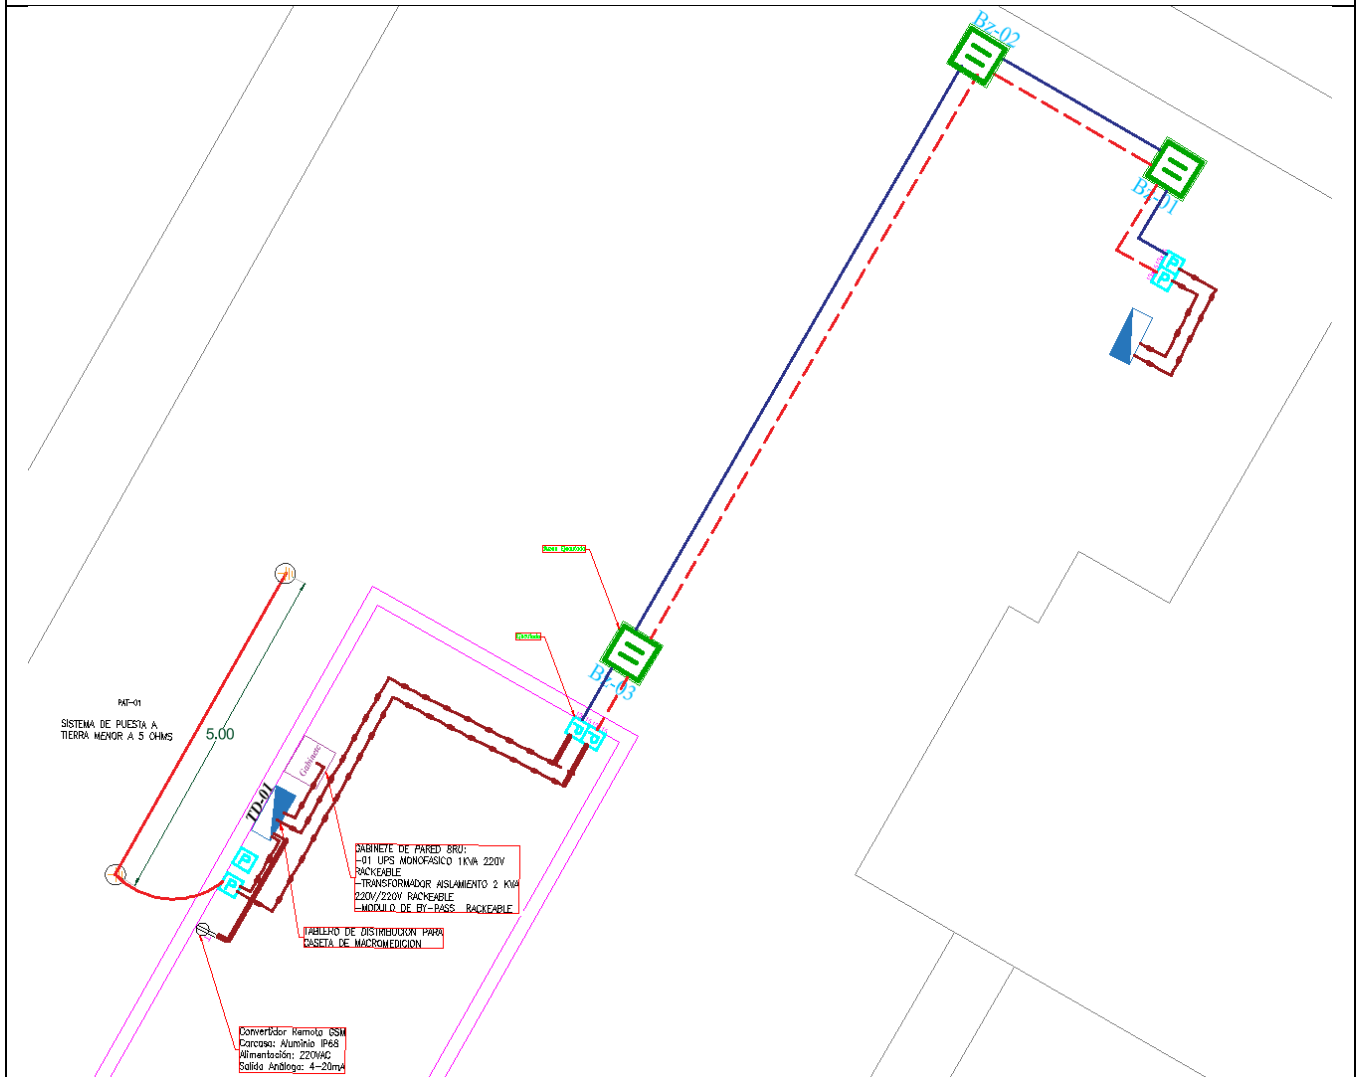 Bz-02
Bz-01
Bz-03
PAT-01
SISTEMA DE PUESTA A
TIERRA MENOR A 5 OHMS
5.00
Gabinete
TD-01
P
P
P
P
P
P
GABINETE DE PARED 8RU:
-01 UPS MONOFASICO 1KVA 220V
RACKEABLE
-TRANSFORMADOR AISLAMIENTO 2 KVA
220V/220V RACKEABLE
-MODULO DE BY-PASS RACKEABLE
TABLERO DE DISTRIBUCION PARA
CASETA DE MACROMEDICION
Convertidor Remoto GSM
Carcasa: Aluminio IP68
Alimentación: 220VAC
Salida Análoga: 4-20mA